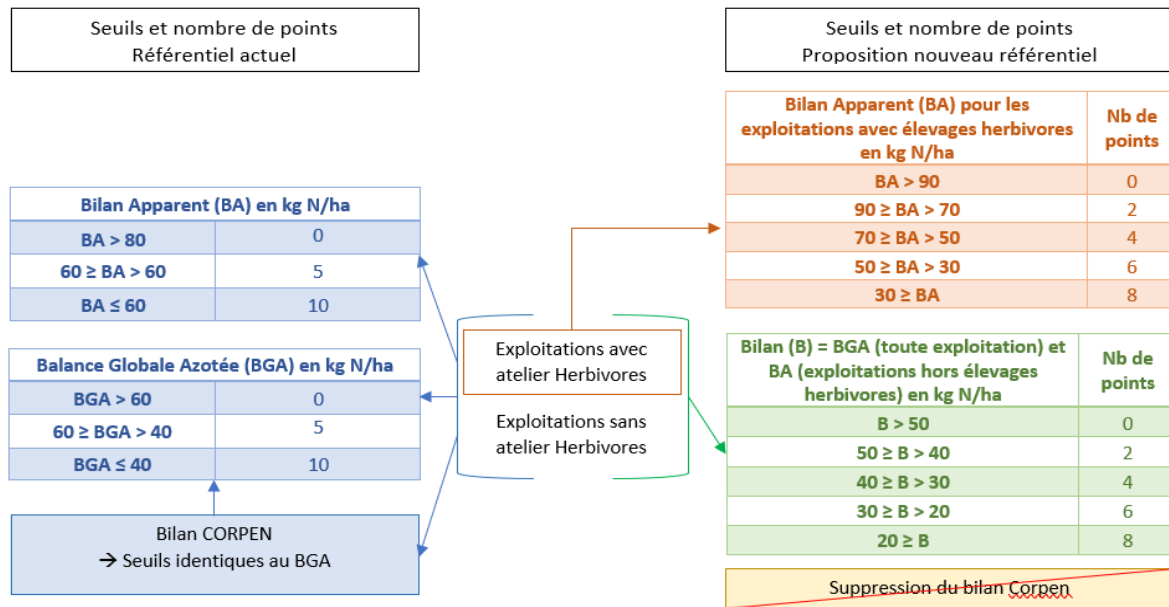 Seuils et nombre de points
Référentiel actuel
Bilan Apparent (BA) en kg N/ha
BA > 80 0
60 ≥ BA > 60 5
BA ≤ 60 10
Balance Globale Azotée (BGA) en kg N/ha
BGA > 60 0
60 ≥ BGA > 40 5
BGA ≤ 40 10
Bilan CORPEN
→ Seuils identiques au BGA
Exploitations avec
atelier Herbivores
Exploitations sans
atelier Herbivores
Seuils et nombre de points
Proposition nouveau référentiel
Bilan Apparent (BA) pour les
exploitations avec élevages herbivores
en kg N/ha
Nb de
points
BA > 90 0
90 ≥ BA > 70 2
70 ≥ BA > 50 4
50 ≥ BA > 30 6
30 ≥ BA 8
Bilan (B) = BGA (toute exploitation) et
BA (exploitations hors élevages
herbivores) en kg N/ha
Nb de
points
B > 50 0
50 ≥ B > 40 2
40 ≥ B > 30 4
30 ≥ B > 20 6
20 ≥ B 8
Suppression du bilan Corpen